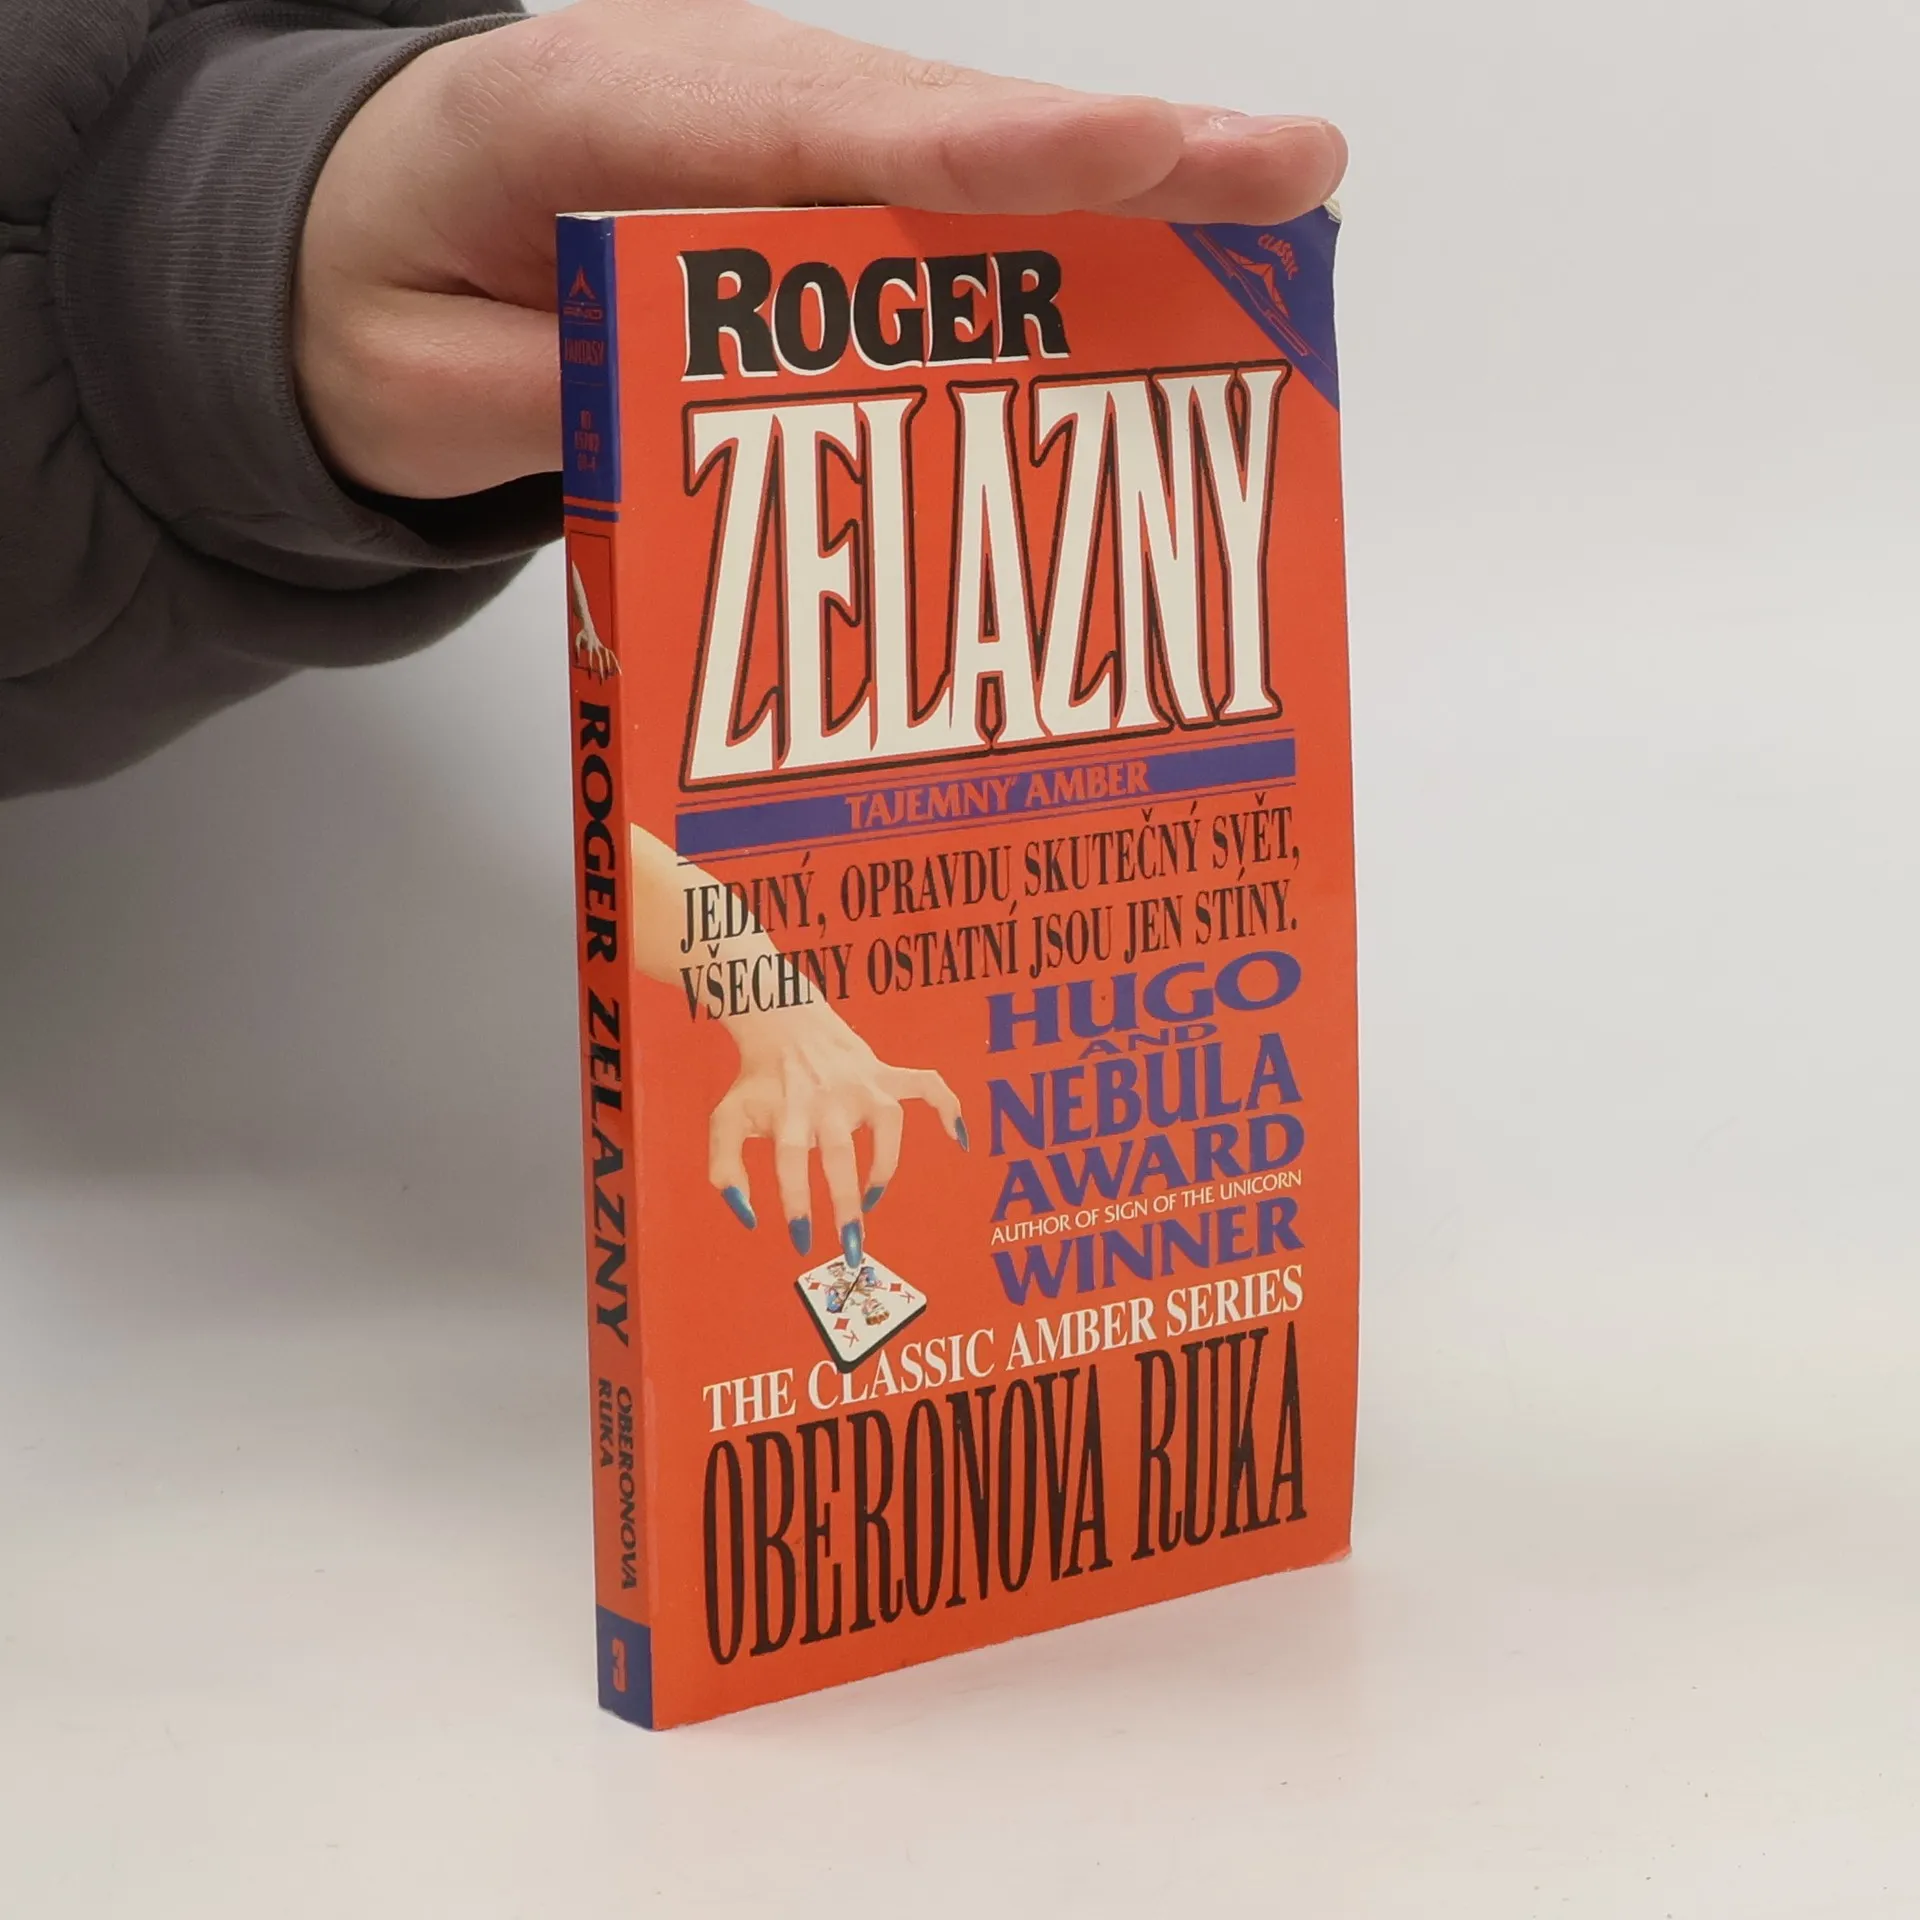 ROGER
ZELAZNY
CLASSIC
TAJEMNÝ AMBER
JEDINÝ, OPRAVDU SKUTEČNÝ SVĚT,
VŠECHNY OSTATNÍ JSOU JEN STÍNY.
HUGO
AND
NEBULA
AWARD
AUTHOR OF SIGN OF THE UNICORN
WINNER
THE CLASSIC AMBER SERIES
OBERONOVA RUKA
K
K
K
FANTASY
ROGER ZELAZNY
OBERONOVA
RUKA
3